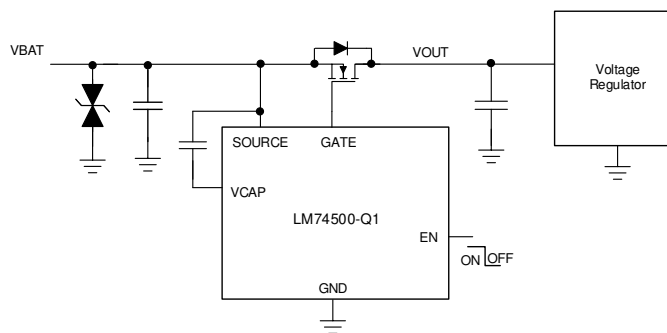 VBAT
VOUT
Voltage
Regulator
SOURCE
GATE
VCAP
LM74500-Q1
EN
ON OFF
GND